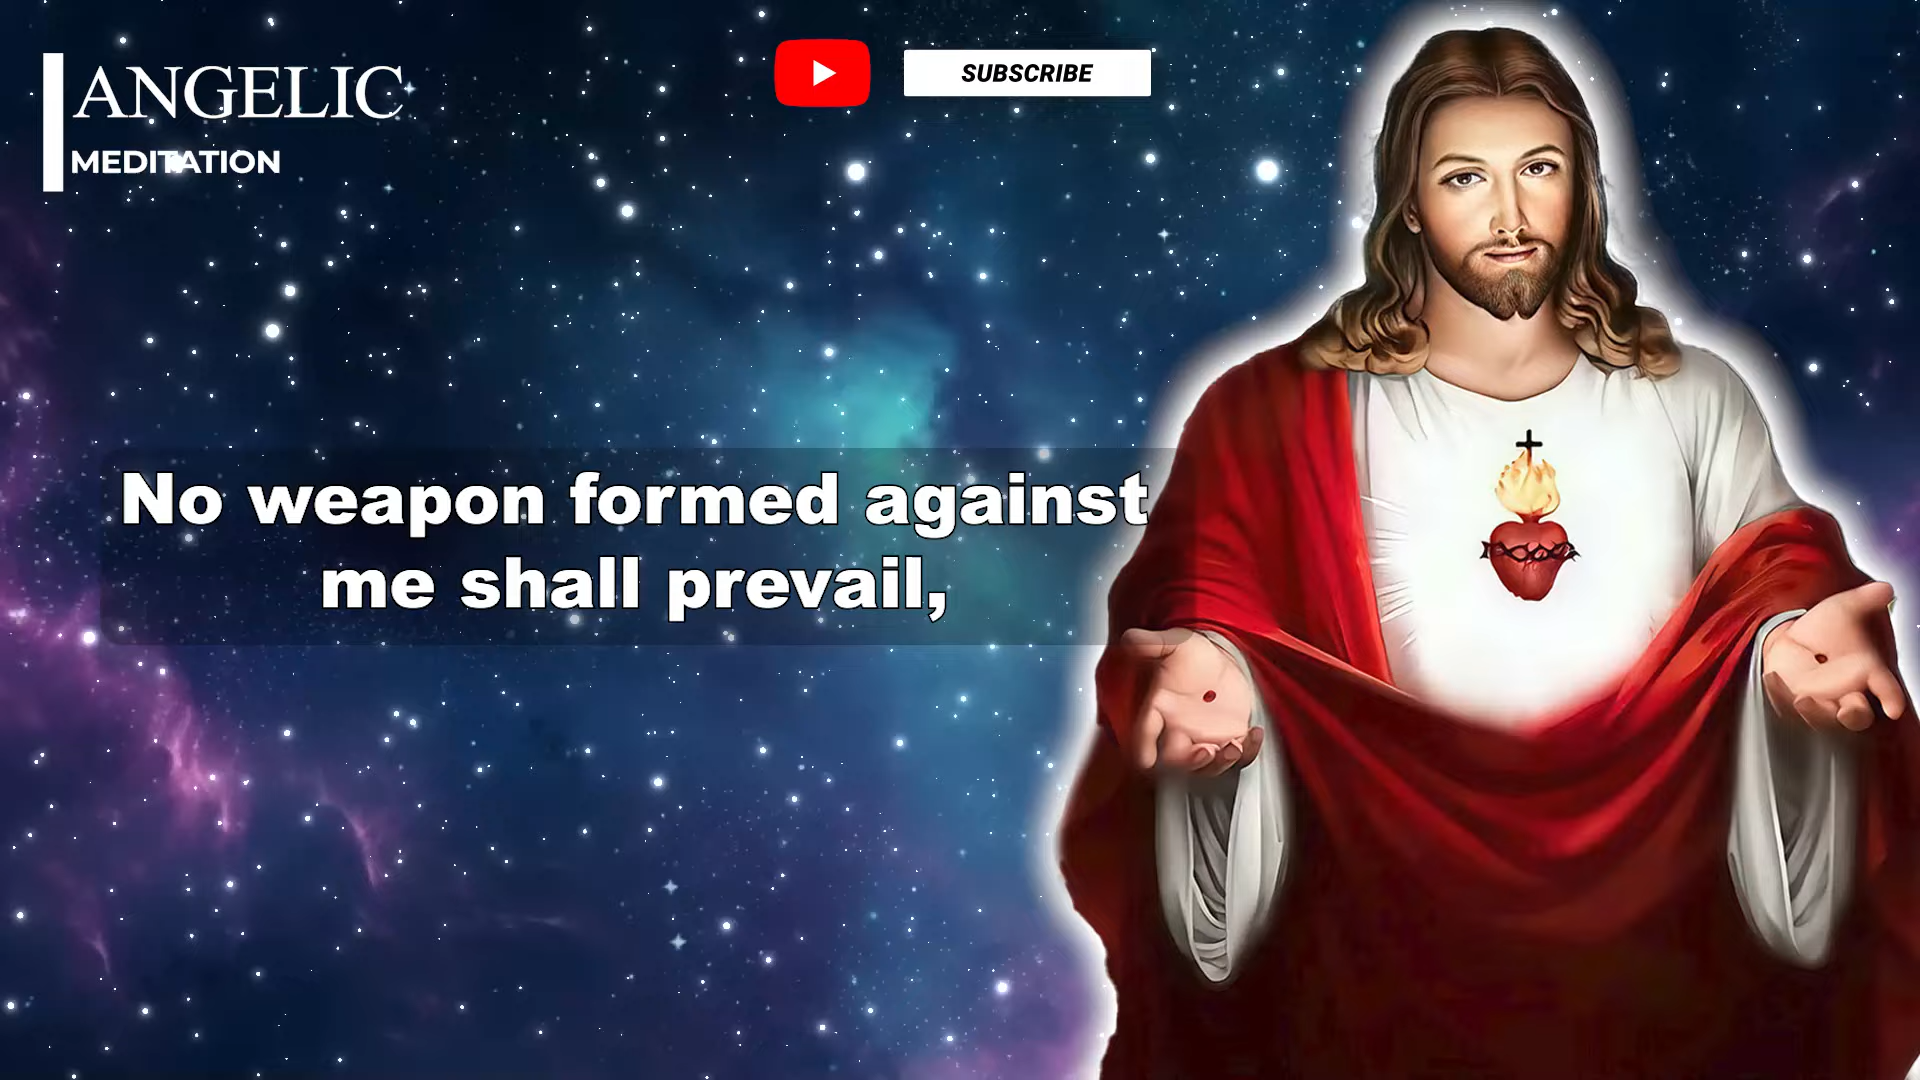 ANGELIC
MEDITATION
SUBSCRIBE
No weapon formed against
me shall prevail,